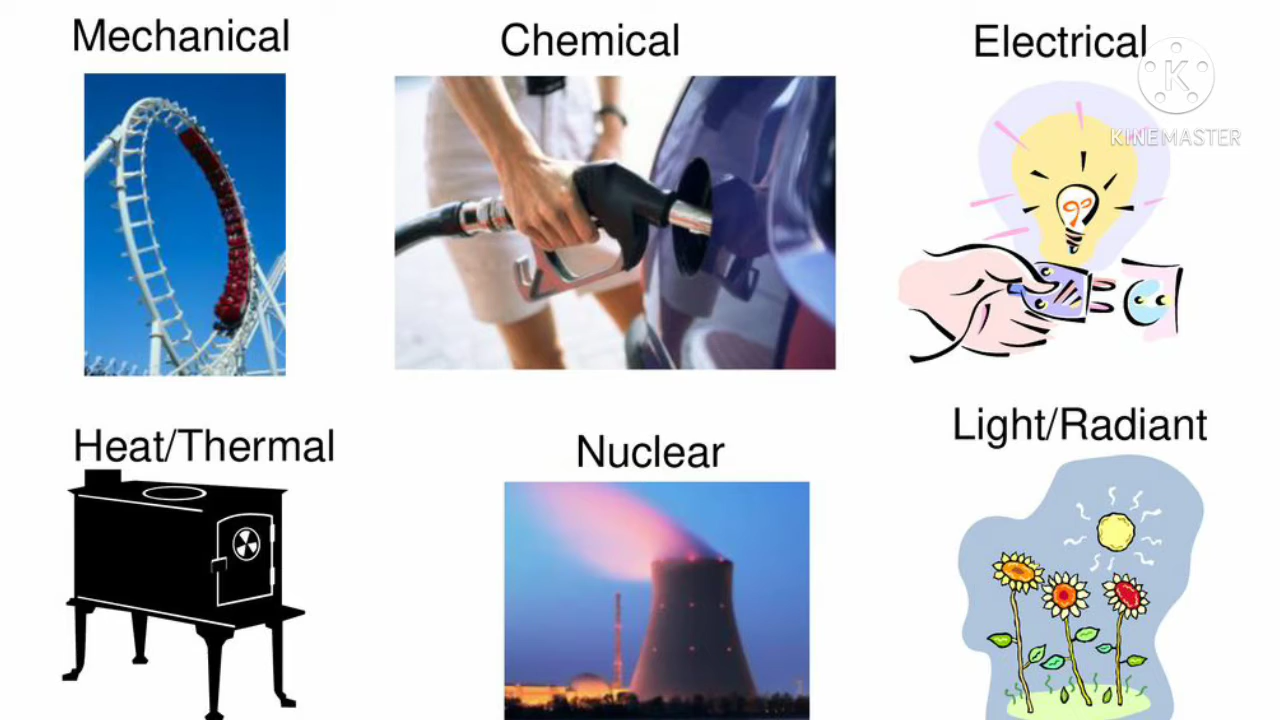 Mechanical
Chemical
Electrical
K
KINEMASTER
Heat/Thermal
Nuclear
Light/Radiant